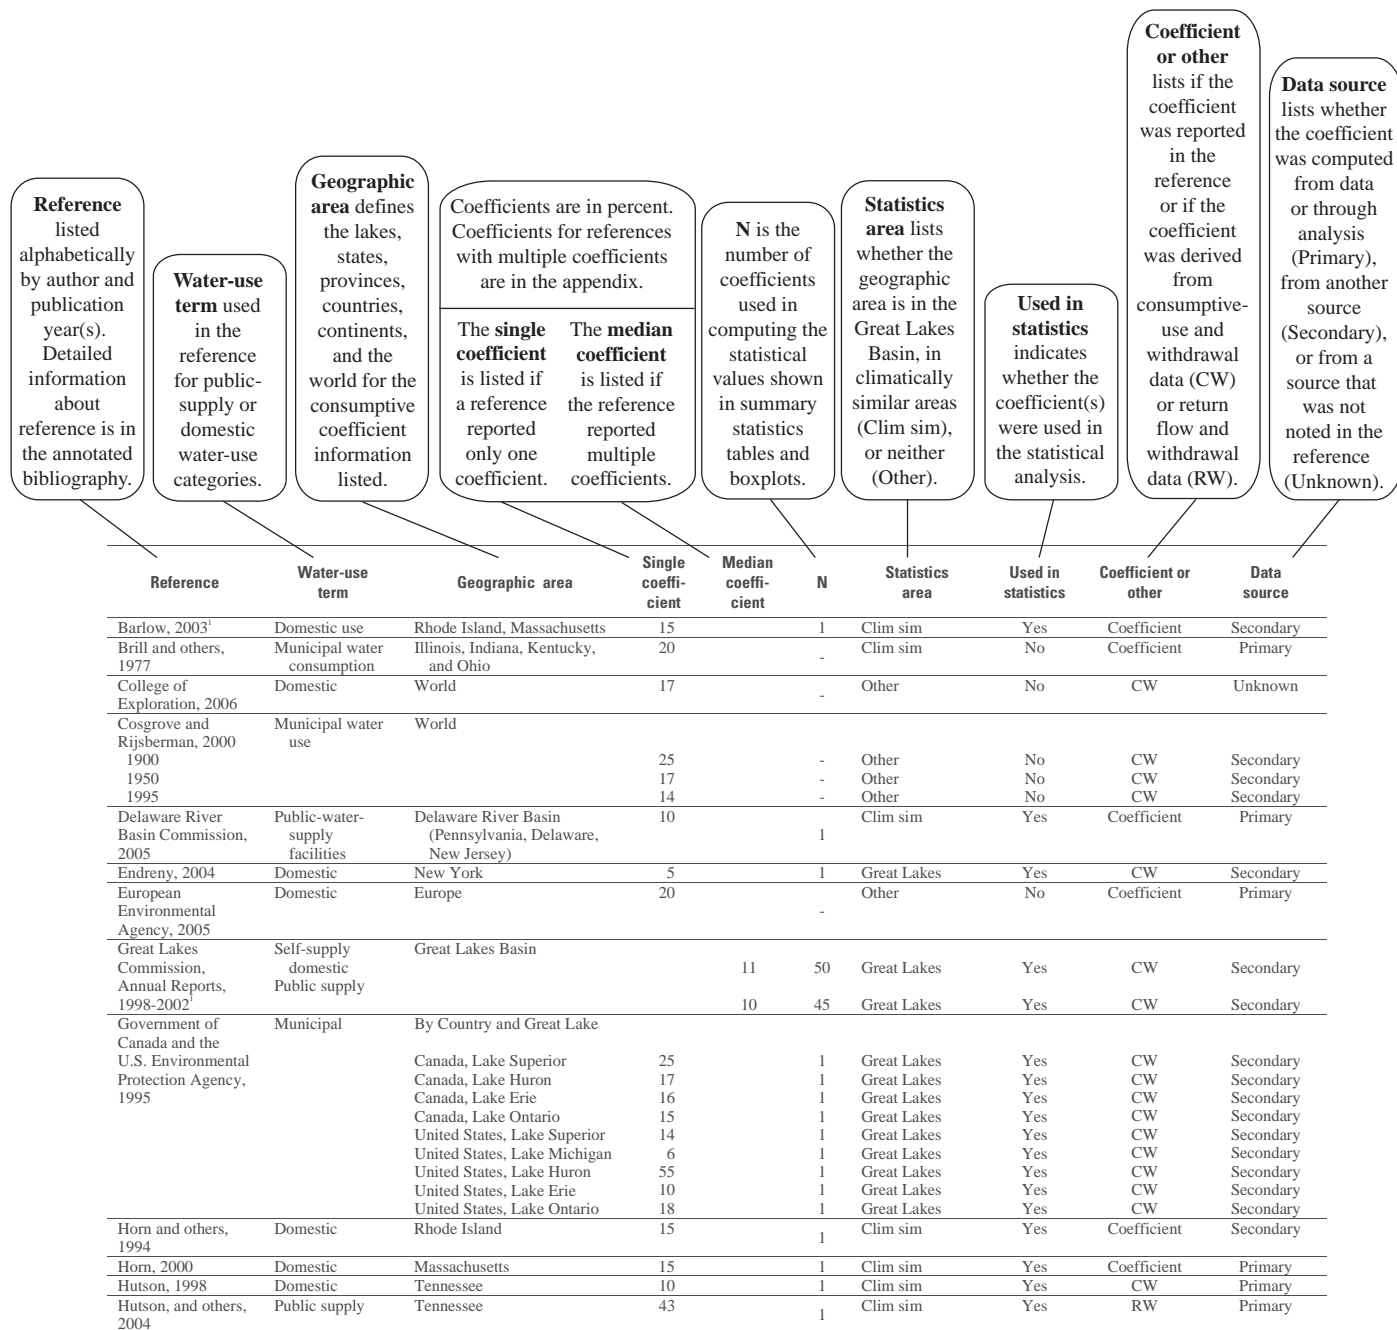 Reference
listed
alphabetically
by author and
publication
year(s).
Detailed
information
about
reference is in
the annotated
bibliography.
Water-use
term used
in the
reference
for public-
supply or
domestic
water-use
categories.
Geographic
area defines
the lakes,
states,
provinces,
countries,
continents,
and the
world for the
consumptive
coefficient
information
listed.
Coefficients are in percent.
Coefficients for references
with multiple coefficients
are in the appendix.
The single
coefficient
is listed if
a reference
reported
only one
coefficient.
The median
coefficient
is listed if
the reference
reported
multiple
coefficients.
N is the
number of
coefficients
used in
computing the
statistical
values shown
in summary
statistics
tables and
boxplots.
Statistics
area lists
whether the
geographic
area is in the
Great Lakes
Basin, in
climatically
similar areas
(Clim sim),
or neither
(Other).
Used in
statistics
indicates
whether the
coefficient(s)
were used in
the statistical
analysis.
Coefficient
or other
lists if the
coefficient
was reported
in the
reference
or if the
coefficient
was derived
from
consumptive-
use and
withdrawal
data (CW)
or return
flow and
withdrawal
data (RW).
Data source
lists whether
the coefficient
was computed
from data
or through
analysis
(Primary),
from another
source
(Secondary),
or from a
source that
was not
noted in the
reference
(Unknown).
Reference
Water-use
term
Geographic area
Single
coeffi-
cient
Median
coeffi-
cient
N
Statistics
area
Used in
statistics
Coefficient or
other
Data
source
Barlow, 2003¹ Domestic use Rhode Island, Massachusetts 15 1 Clim sim Yes Coefficient Secondary
Brill and others, Municipal water Illinois, Indiana, Kentucky, 20 - Clim sim No Coefficient Primary
1977 consumption and Ohio
College of Domestic World 17 - Other No CW Unknown
Exploration, 2006
Cosgrove and Municipal water World
Rijsberman, 2000 use
1900 25 - Other No CW Secondary
1950 17 - Other No CW Secondary
1995 14 - Other No CW Secondary
Delaware River Public-water- Delaware River Basin 10 Clim sim Yes Coefficient Primary
Basin Commission, supply (Pennsylvania, Delaware, 1
2005 facilities New Jersey)
Endreny, 2004 Domestic New York 5 1 Great Lakes Yes CW Secondary
European Domestic Europe 20 Other No Coefficient Primary
Environmental -
Agency, 2005
Great Lakes Self-supply Great Lakes Basin
Commission, domestic 11 50 Great Lakes Yes CW Secondary
Annual Reports, Public supply
1998-2002¹ 10 45 Great Lakes Yes CW Secondary
Government of Municipal By Country and Great Lake
Canada and the
U.S. Environmental Canada, Lake Superior 25 1 Great Lakes Yes CW Secondary
Protection Agency, Canada, Lake Huron 17 1 Great Lakes Yes CW Secondary
1995 Canada, Lake Erie 16 1 Great Lakes Yes CW Secondary
Canada, Lake Ontario 15 1 Great Lakes Yes CW Secondary
United States, Lake Superior 14 1 Great Lakes Yes CW Secondary
United States, Lake Michigan 6 1 Great Lakes Yes CW Secondary
United States, Lake Huron 55 1 Great Lakes Yes CW Secondary
United States, Lake Erie 10 1 Great Lakes Yes CW Secondary
United States, Lake Ontario 18 1 Great Lakes Yes CW Secondary
Horn and others, Domestic Rhode Island 15 1 Clim sim Yes Coefficient Secondary
1994
Horn, 2000 Domestic Massachusetts 15 1 Clim sim Yes Coefficient Primary
Hutson, 1998 Domestic Tennessee 10 1 Clim sim Yes CW Primary
Hutson, and others, Public supply Tennessee 43 1 Clim sim Yes RW Primary
2004